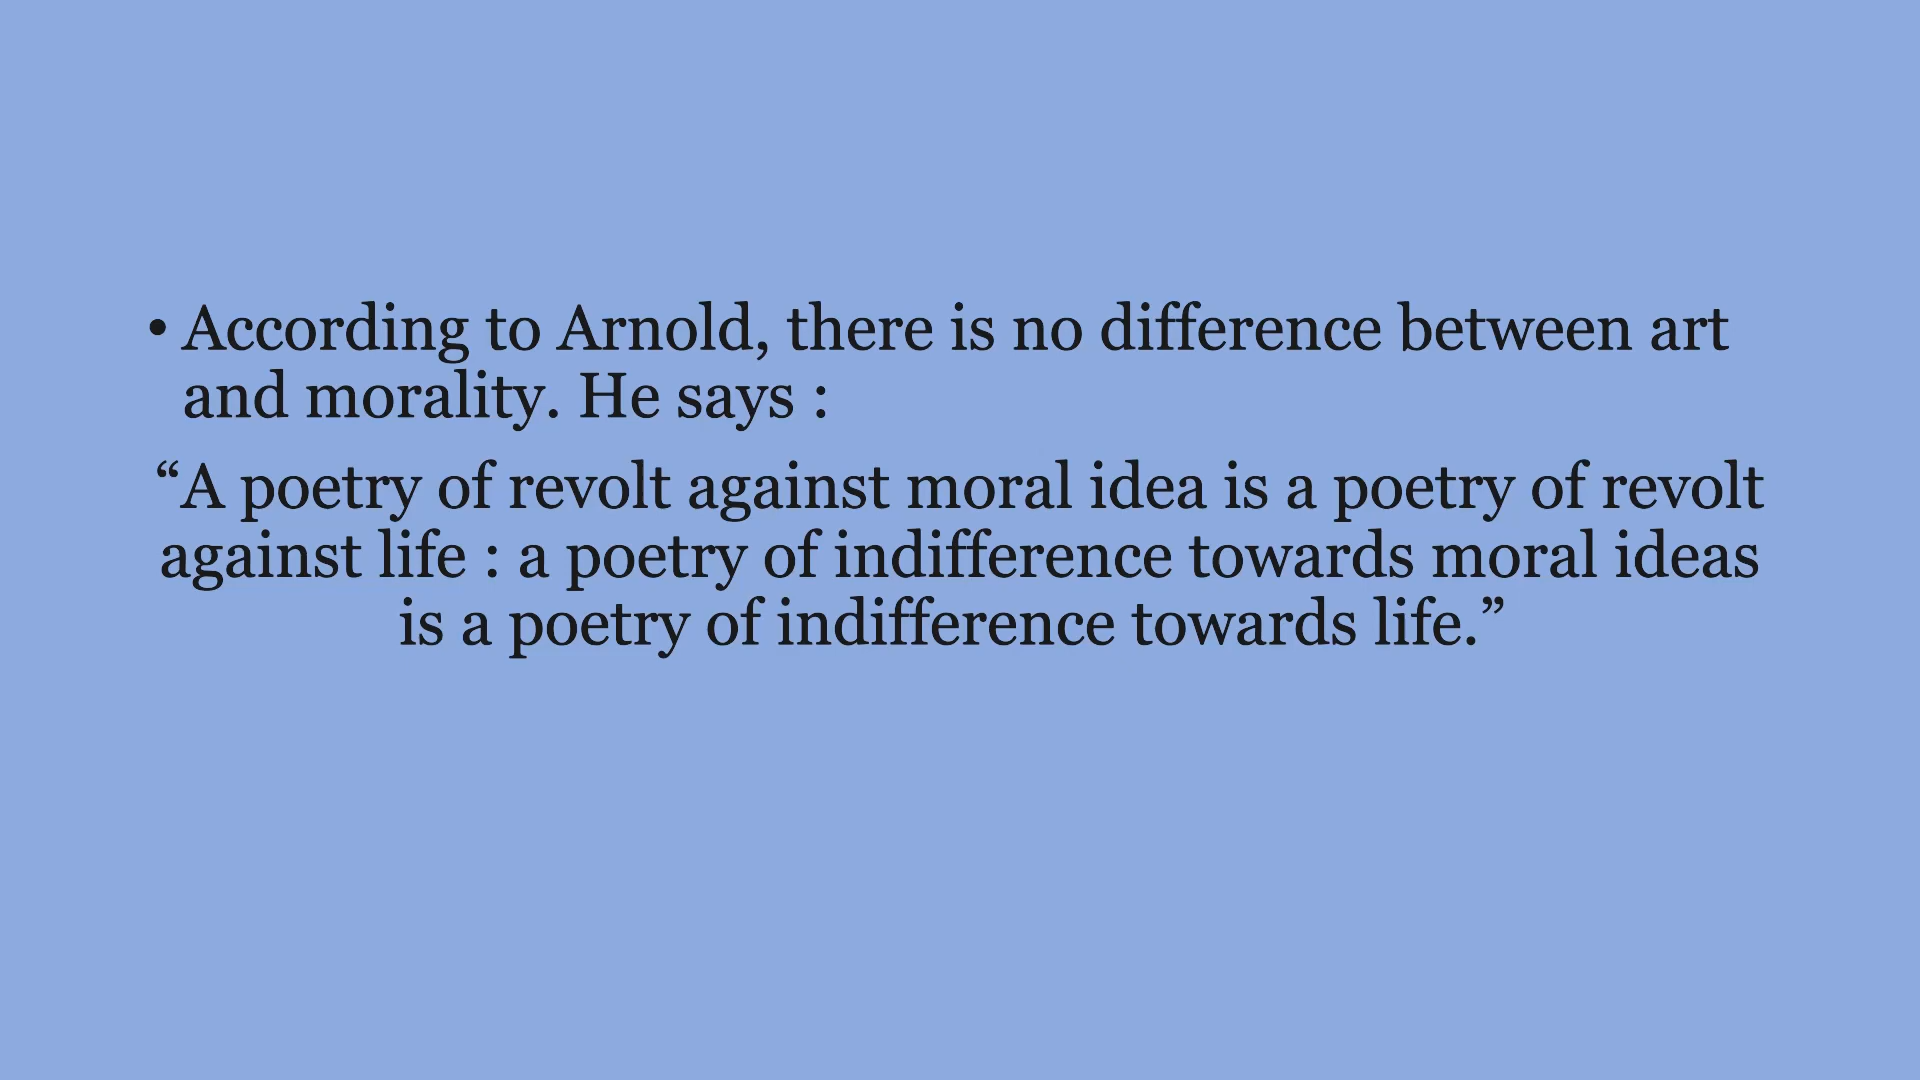 • According to Arnold, there is no difference between art
and morality. He says :
“A poetry of revolt against moral idea is a poetry of revolt
against life : a poetry of indifference towards moral ideas
is a poetry of indifference towards life.”